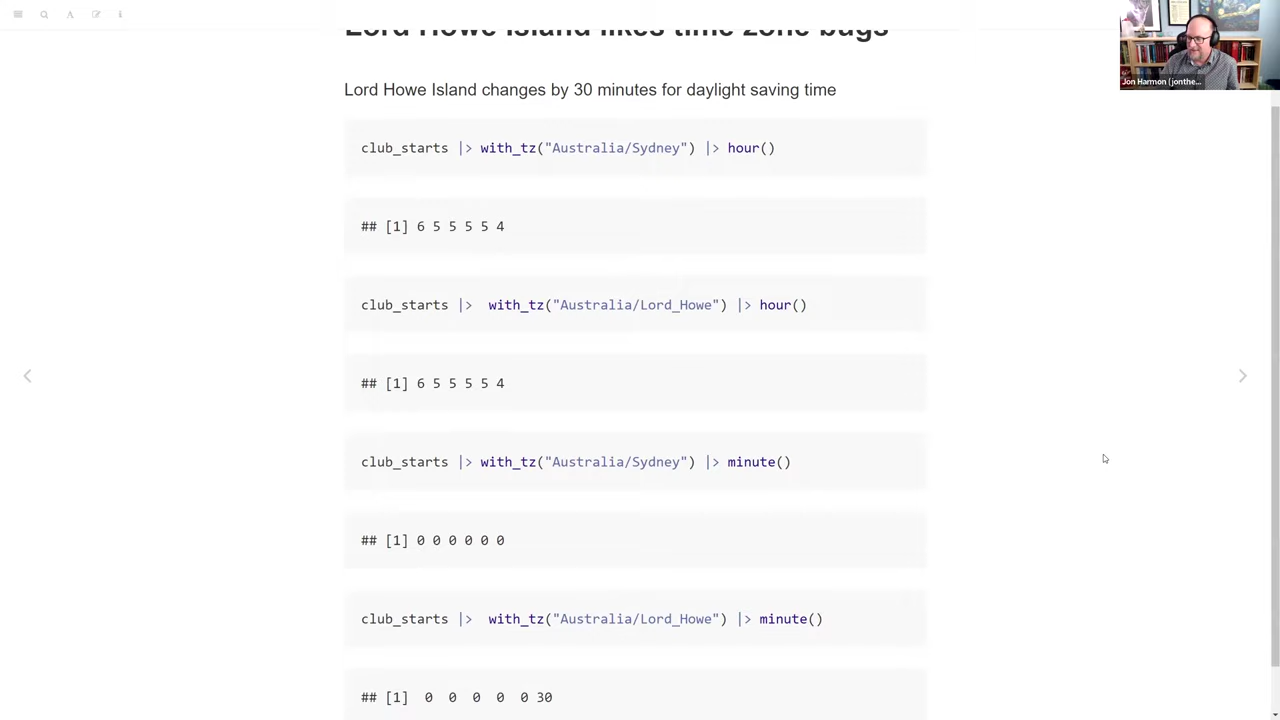 Lord Howe Island likes time zone bugs
Jon Harmon (jonthe...
Lord Howe Island changes by 30 minutes for daylight saving time
club_starts |> with_tz("Australia/Sydney") |> hour()
## [1] 6 5 5 5 5 4
club_starts |>  with_tz("Australia/Lord_Howe") |> hour()
## [1] 6 5 5 5 5 4
club_starts |> with_tz("Australia/Sydney") |> minute()
## [1] 0 0 0 0 0 0
club_starts |>  with_tz("Australia/Lord_Howe") |> minute()
## [1]  0  0  0  0  0 30